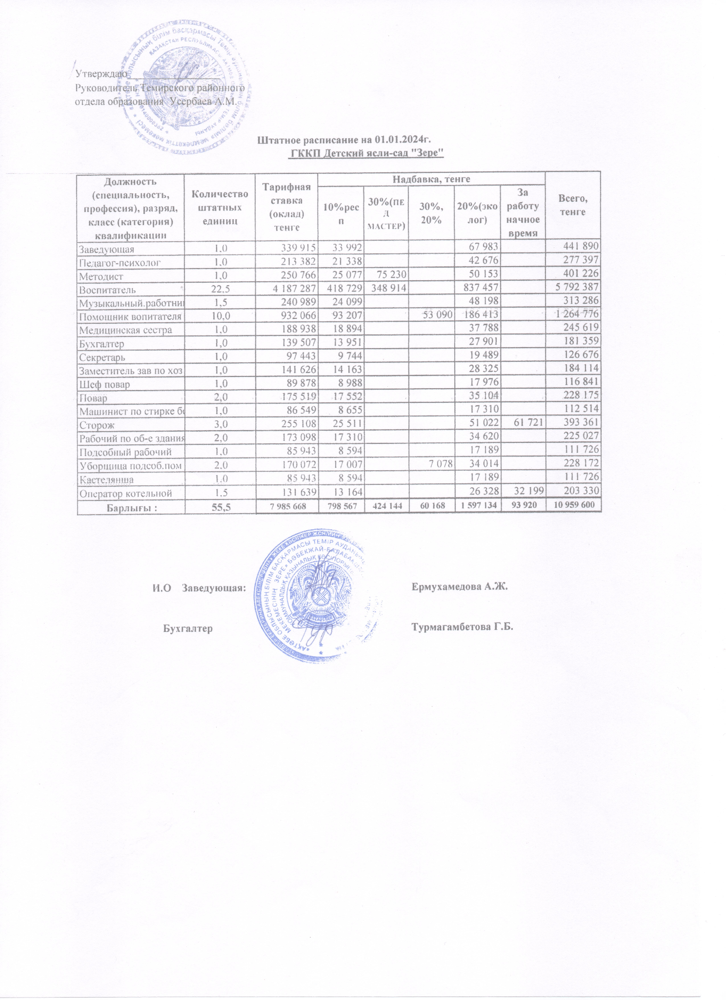 Утверждаю
Руководитель Темирского районного
отдела образования Усербаев А.М.
Штатное расписание на 01.01.2024г.
ГККП Детский ясли-сад "Зере"
Должность (специальность, профессия), разряд, класс (категория) квалификации Количество штатных единиц Тарифная ставка (оклад) тенге Надбавка, тенге Всего, тенге
10%респ 30%(ПЕД МАСТЕР) 30%, 20% 20%(эколог) За работу начное время
Заведующая 1,0 339 915 33 992 67 983 441 890
Педагог-психолог 1,0 213 382 21 338 42 676 277 397
Методист 1,0 250 766 25 077 75 230 50 153 401 226
Воспитатель 22,5 4 187 287 418 729 348 914 837 457 5 792 387
Музыкальный.работни 1,5 240 989 24 099 48 198 313 286
Помощник вопитателя 10,0 932 066 93 207 53 090 186 413 1 264 776
Медицинская сестра 1,0 188 938 18 894 37 788 245 619
Бухгалтер 1,0 139 507 13 951 27 901 181 359
Секретарь 1,0 97 443 9 744 19 489 126 676
Заместитель зав по хоз 1,0 141 626 14 163 28 325 184 114
Шеф повар 1,0 89 878 8 988 17 976 116 841
Повар 2,0 175 519 17 552 35 104 228 175
Машинист по стирке бе 1,0 86 549 8 655 17 310 112 514
Сторож 3,0 255 108 25 511 51 022 61 721 393 361
Рабочий по об-е здания 2,0 173 098 17 310 34 620 225 027
Подсобный рабочий 1,0 85 943 8 594 17 189 111 726
Уборщица подсоб.пом 2,0 170 072 17 007 7 078 34 014 228 172
Кастелянша 1,0 85 943 8 594 17 189 111 726
Оператор котельной 1,5 131 639 13 164 26 328 32 199 203 330
Барлығы : 55,5 7 985 668 798 567 424 144 60 168 1 597 134 93 920 10 959 600
И.О Заведующая: Ермухамедова А.Ж.
Бухгалтер Турмагамбетова Г.Б.